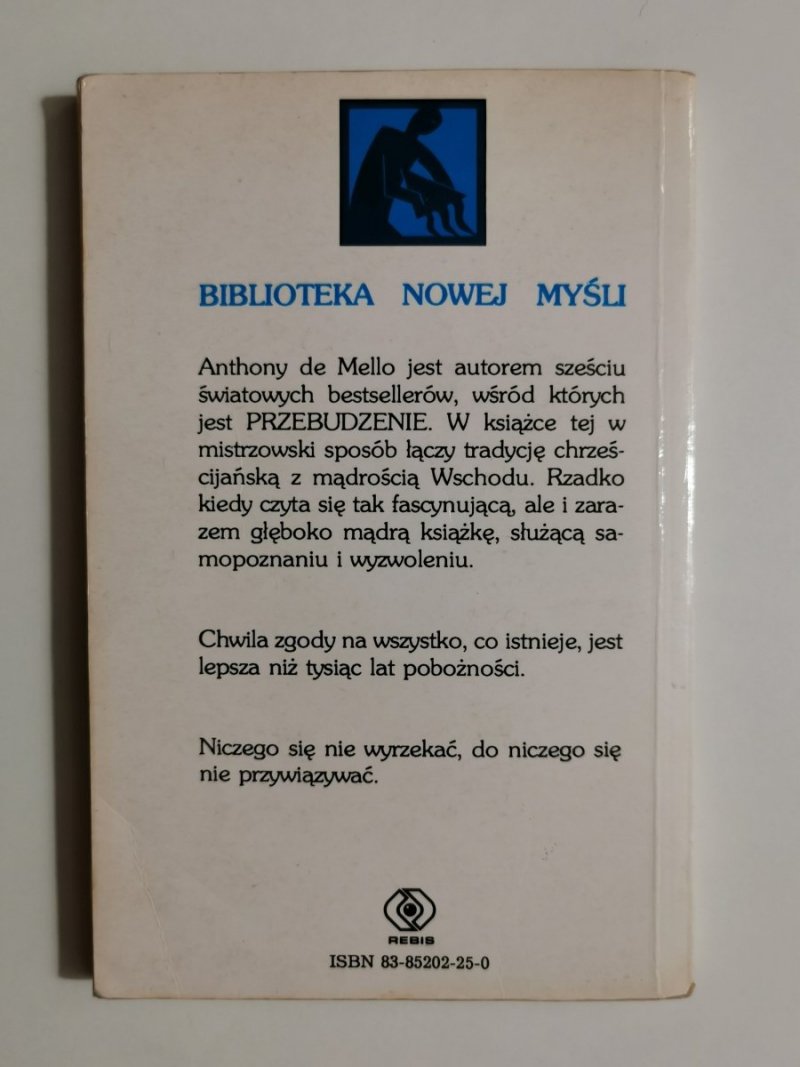 BIBLIOTEKA NOWEJ MYŚLI
Anthony de Mello jest autorem sześciu
światowych bestsellerów, wśród których
jest PRZEBUDZENIE. W książce tej w
mistrzowski sposób łączy tradycję chrześ-
cijańską z mądrością Wschodu. Rzadko
kiedy czyta się tak fascynującą, ale i zara-
zem głęboko mądrą książkę, służącą sa-
mopoznaniu i wyzwoleniu.
Chwila zgody na wszystko, co istnieje, jest
lepsza niż tysiąc lat pobożności.
Niczego się nie wyrzekać, do niczego się
nie przywiązywać.
REBIS
ISBN 83-85202-25-0